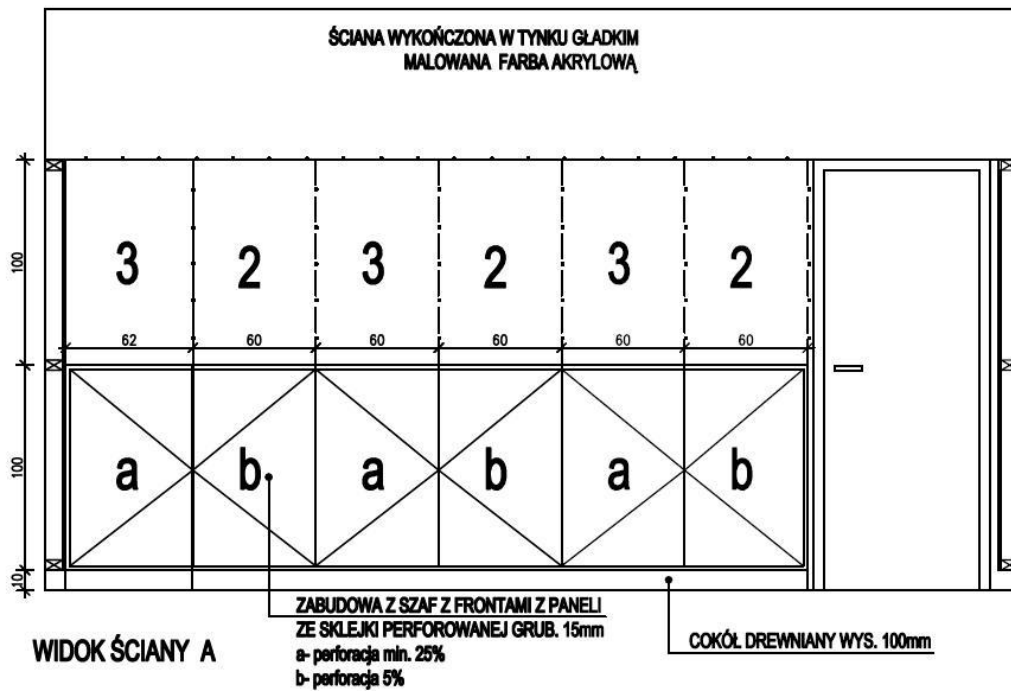 ŚCIANA WYKOŃCZONA W TYNKU GŁADKIM
MALOWANA FARBA AKRYLOWĄ
100
3 2 3 2 3 2
62 60 60 60 60 60
100
a b a b a b
10
ZABUDOWA Z SZAF Z FRONTAMI Z PANELI
ZE SKLEJKI PERFOROWANEJ GRUB. 15mm
a- perforacja min. 25%
b- perforacja 5%
COKÓŁ DREWNIANY WYS. 100mm
WIDOK ŚCIANY A